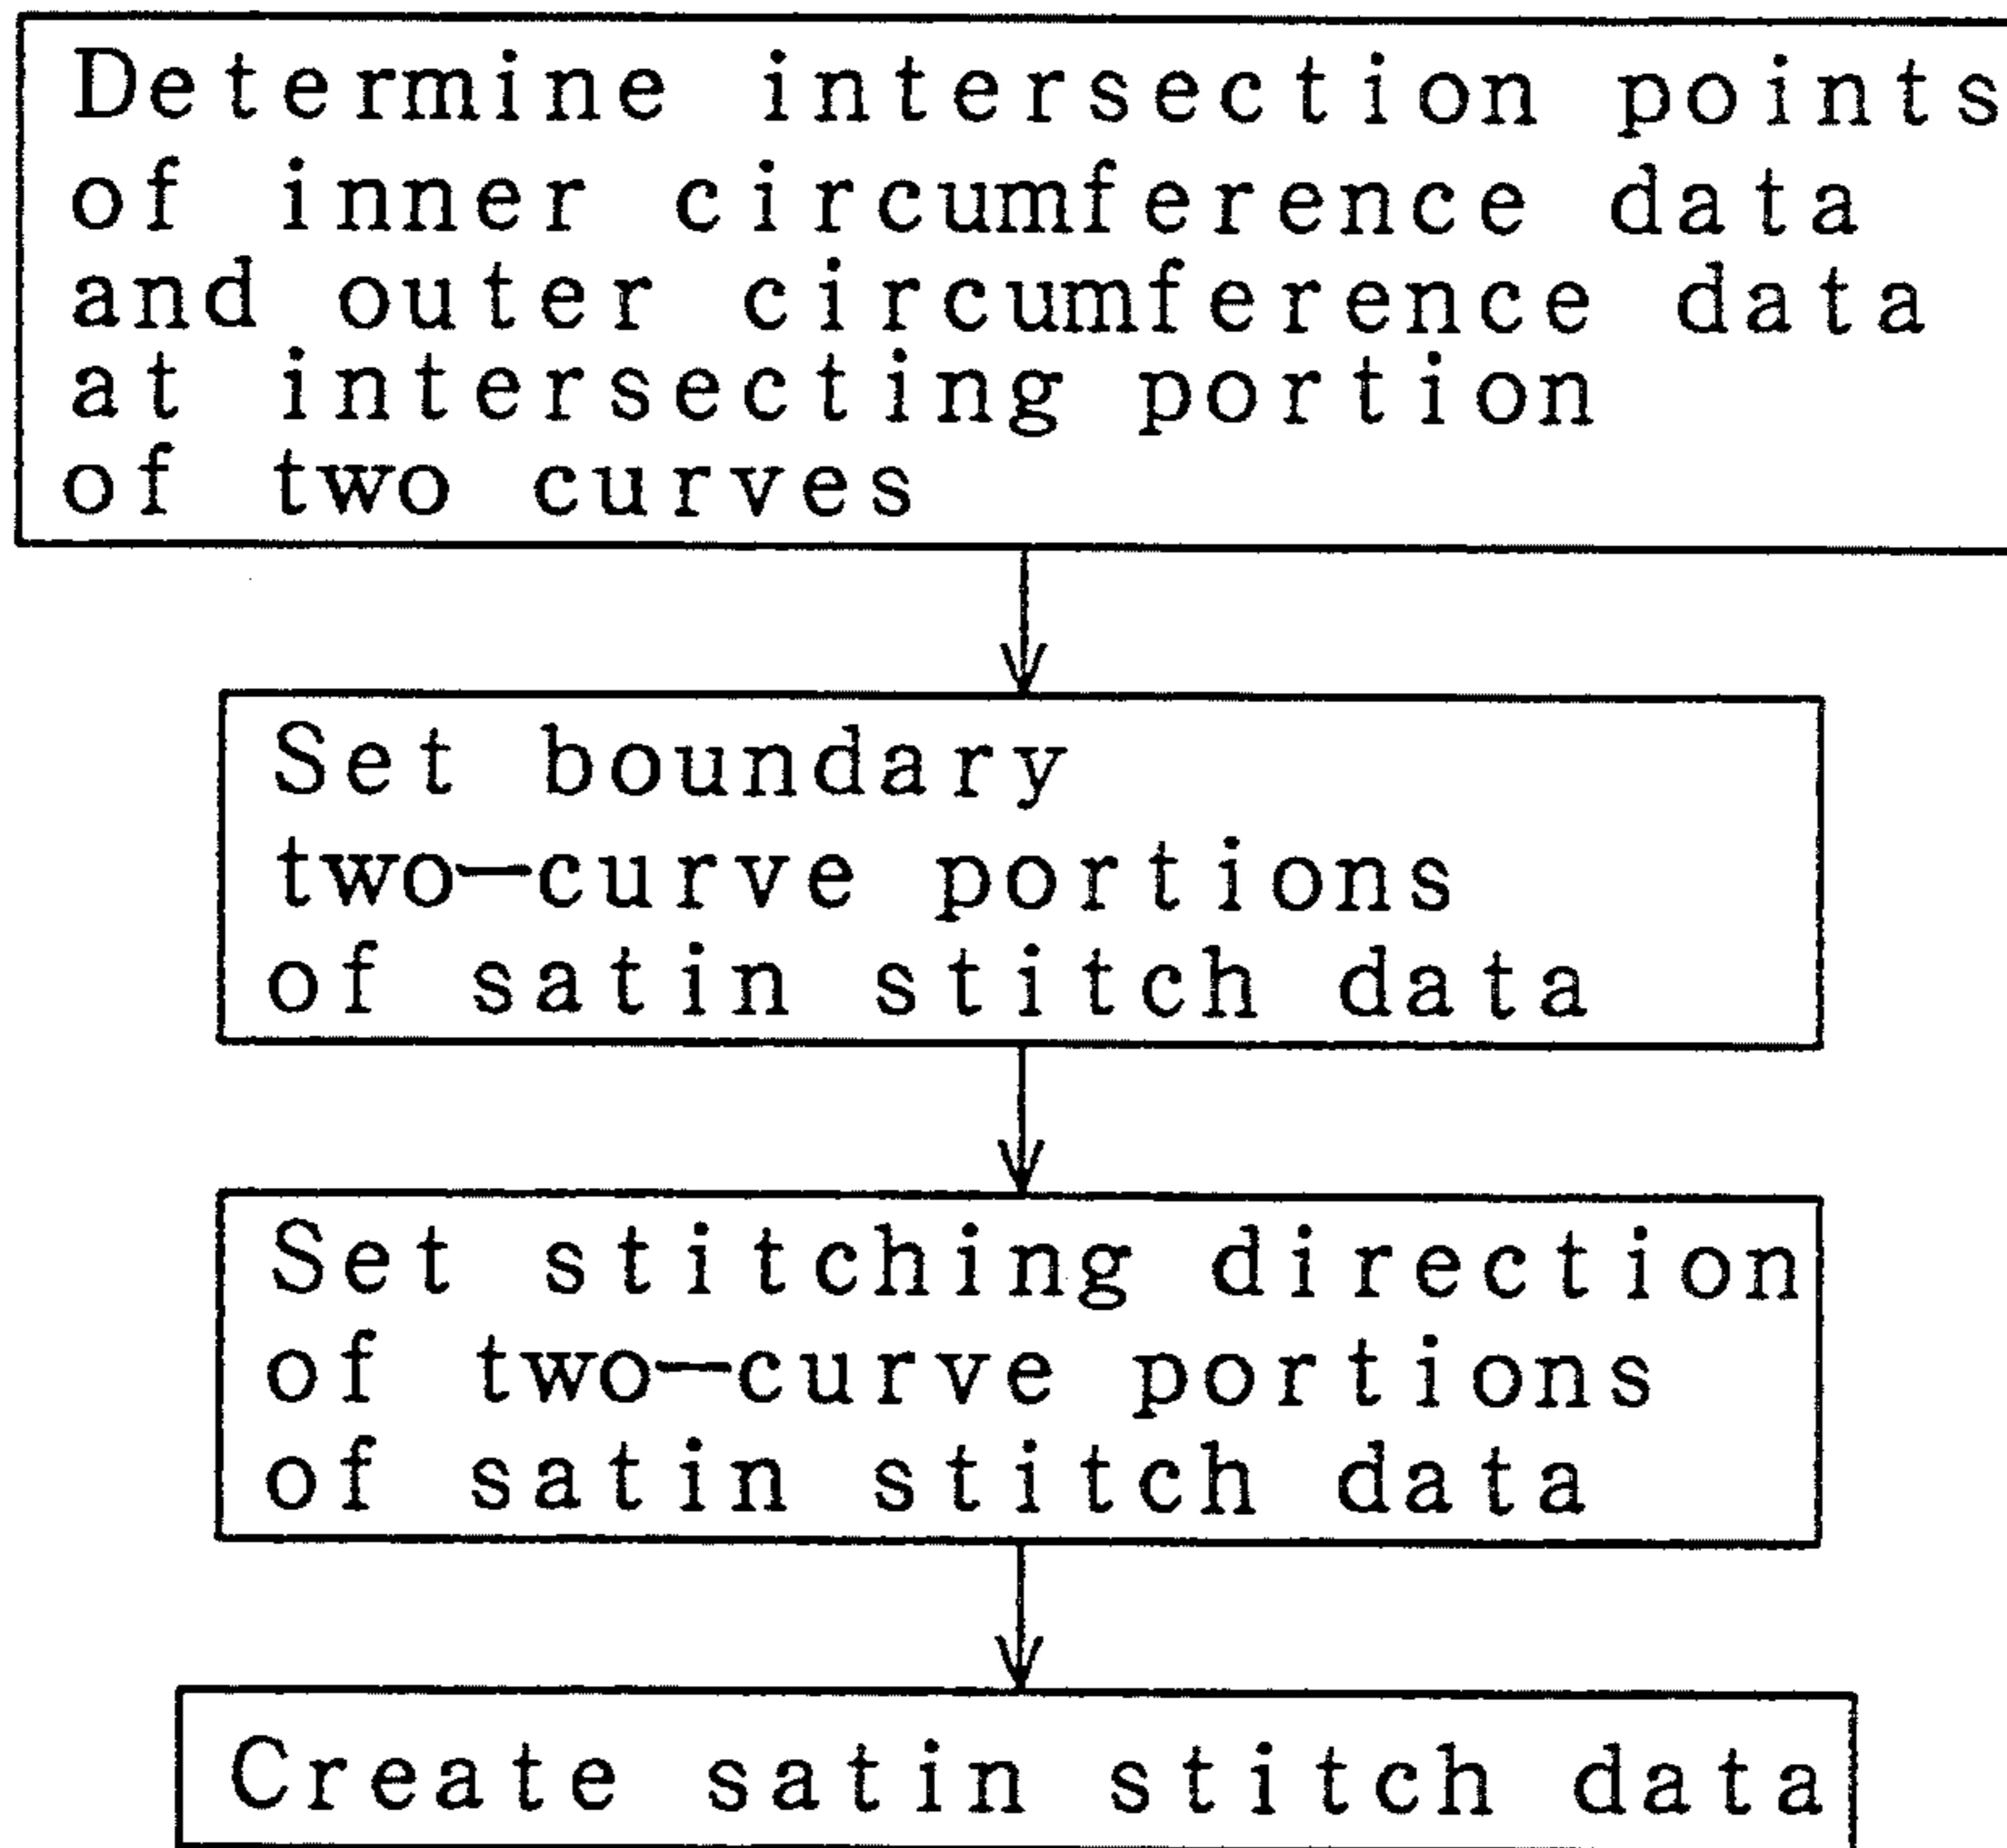 Determine intersection points
of inner circumference data
and outer circumference data
at intersecting portion
of two curves
Set boundary
two—curve portions
of satin stitch data
Set stitching direction
of two—curve portions
of satin stitch data
Create satin stitch data